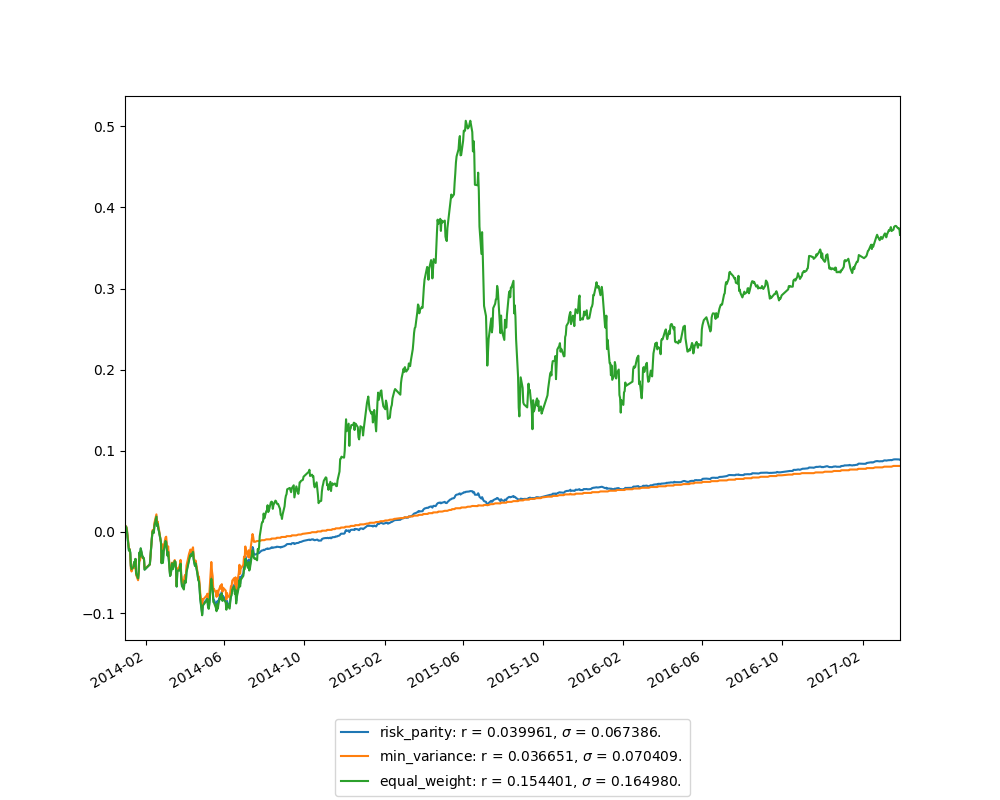 0.5
0.4
0.3
0.2
0.1
0.0
−0.1
2014-02 2014-06 2014-10 2015-02 2015-06 2015-10 2016-02 2016-06 2016-10 2017-02
risk_parity: r = 0.039961, σ = 0.067386.
min_variance: r = 0.036651, σ = 0.070409.
equal_weight: r = 0.154401, σ = 0.164980.